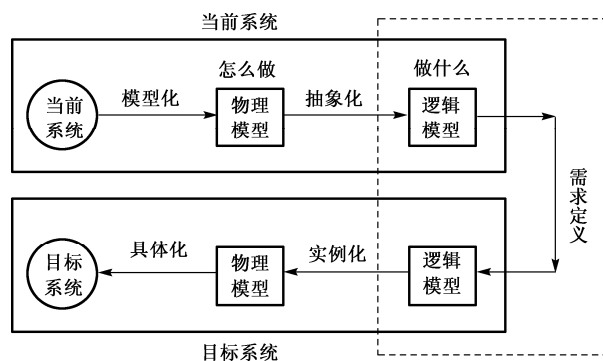 当前系统
怎么做
做什么
当前
系统
模型化
物理
模型
抽象化
逻辑
模型
需求定义
目标
系统
具体化
物理
模型
实例化
逻辑
模型
目标系统